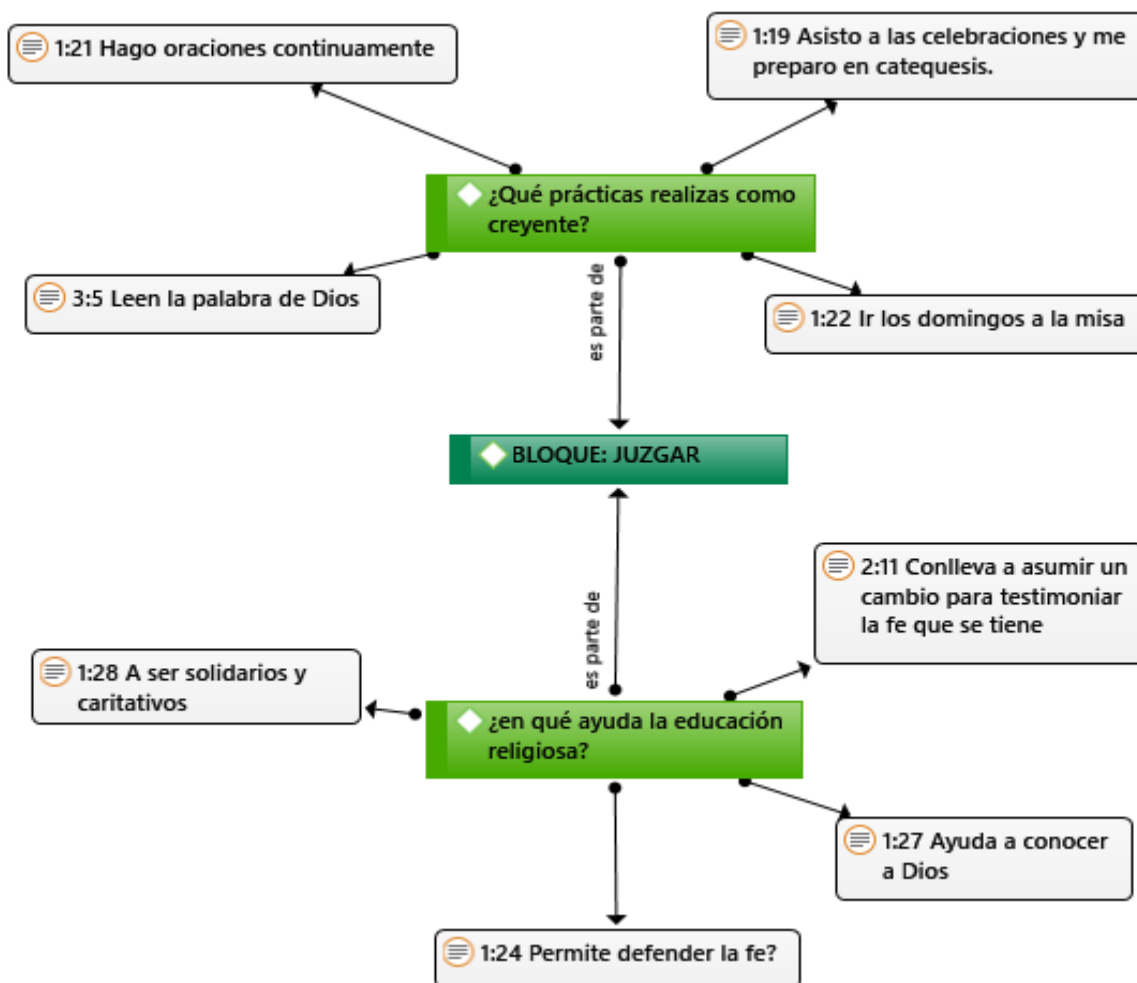 1:21 Hago oraciones continuamente
1:19 Asisto a las celebraciones y me
preparo en catequesis.
¿Qué prácticas realizas como
creyente?
3:5 Leen la palabra de Dios
1:22 Ir los domingos a la misa
es parte de
BLOQUE: JUZGAR
es parte de
2:11 Conlleva a asumir un
cambio para testimoniar
la fe que se tiene
1:28 A ser solidarios y
caritativos
¿en qué ayuda la educación
religiosa?
1:27 Ayuda a conocer
a Dios
1:24 Permite defender la fe?